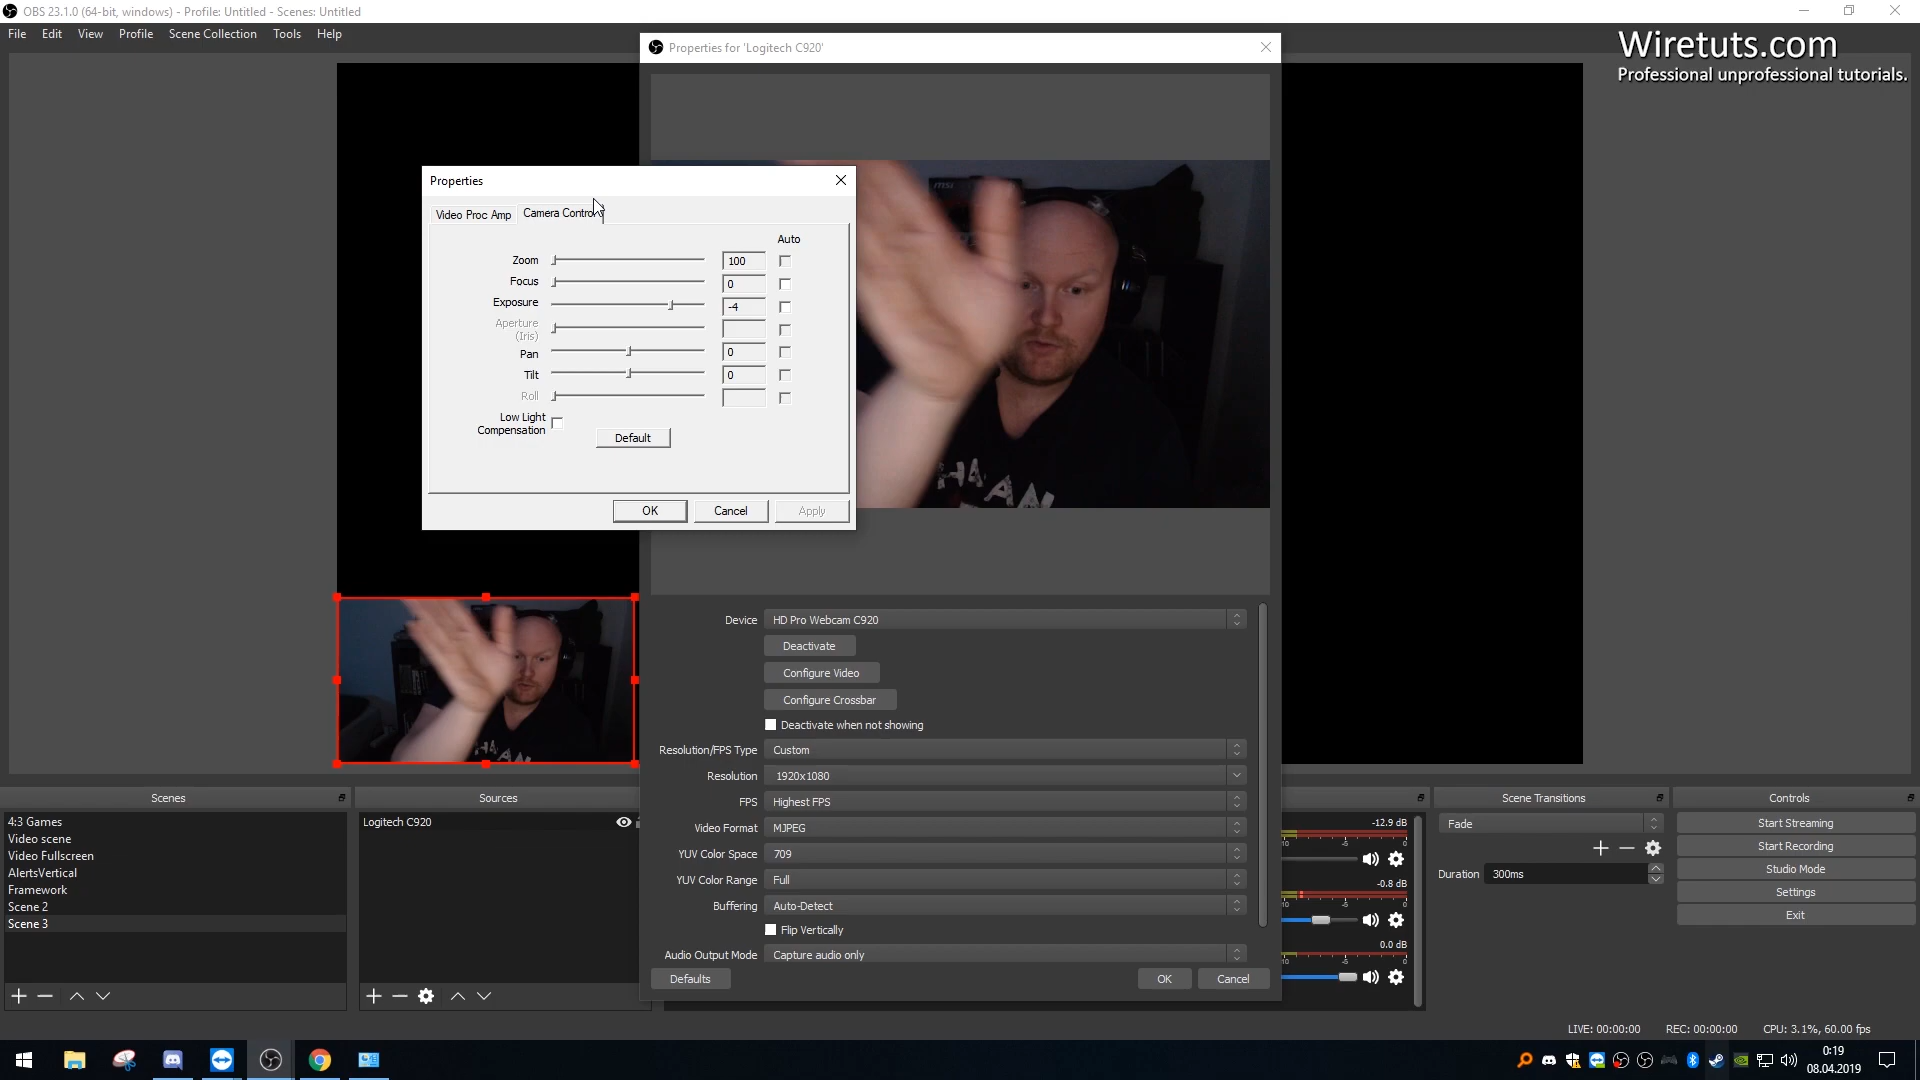 OBS 23.1.0 (64-bit, windows) - Profile: Untitled - Scenes: Untitled
File Edit View Profile Scene Collection Tools Help
Wiretuts.com
Professional unprofessional tutorials.
Properties for 'Logitech C920'
Properties
Video Proc Amp Camera Control
Auto
Zoom 100
Focus 0
Exposure -4
Aperture
(Iris)
Pan 0
Tilt 0
Roll
Low Light
Compensation
Default
OK Cancel Apply
msi
Device HD Pro Webcam C920
Deactivate
Configure Video
Configure Crossbar
Deactivate when not showing
Resolution/FPS Type Custom
Resolution 1920x1080
FPS Highest FPS
Video Format MJPEG
YUV Color Space 709
YUV Color Range Full
Buffering Auto-Detect
Flip Vertically
Audio Output Mode Capture audio only
Defaults OK Cancel
Scenes
4:3 Games
Video scene
Video Fullscreen
AlertsVertical
Framework
Scene 2
Scene 3
Sources
Logitech C920
-12.9 dB
-5 0
-0.8 dB
-5 0
0.0 dB
-5 0
Scene Transitions
Fade
Duration 300ms
Controls
Start Streaming
Start Recording
Studio Mode
Settings
Exit
LIVE: 00:00:00 REC: 00:00:00 CPU: 3.1%, 60.00 fps
0:19
08.04.2019